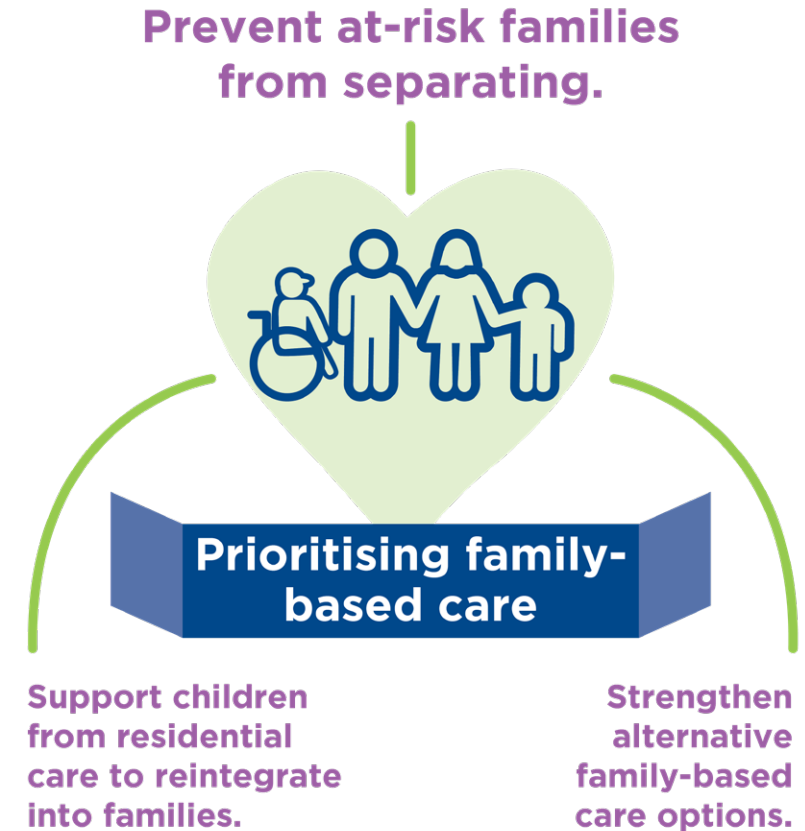 Prevent at-risk families
from separating.
Prioritising family-
based care
Support children
from residential
care to reintegrate
into families.
Strengthen
alternative
family-based
care options.